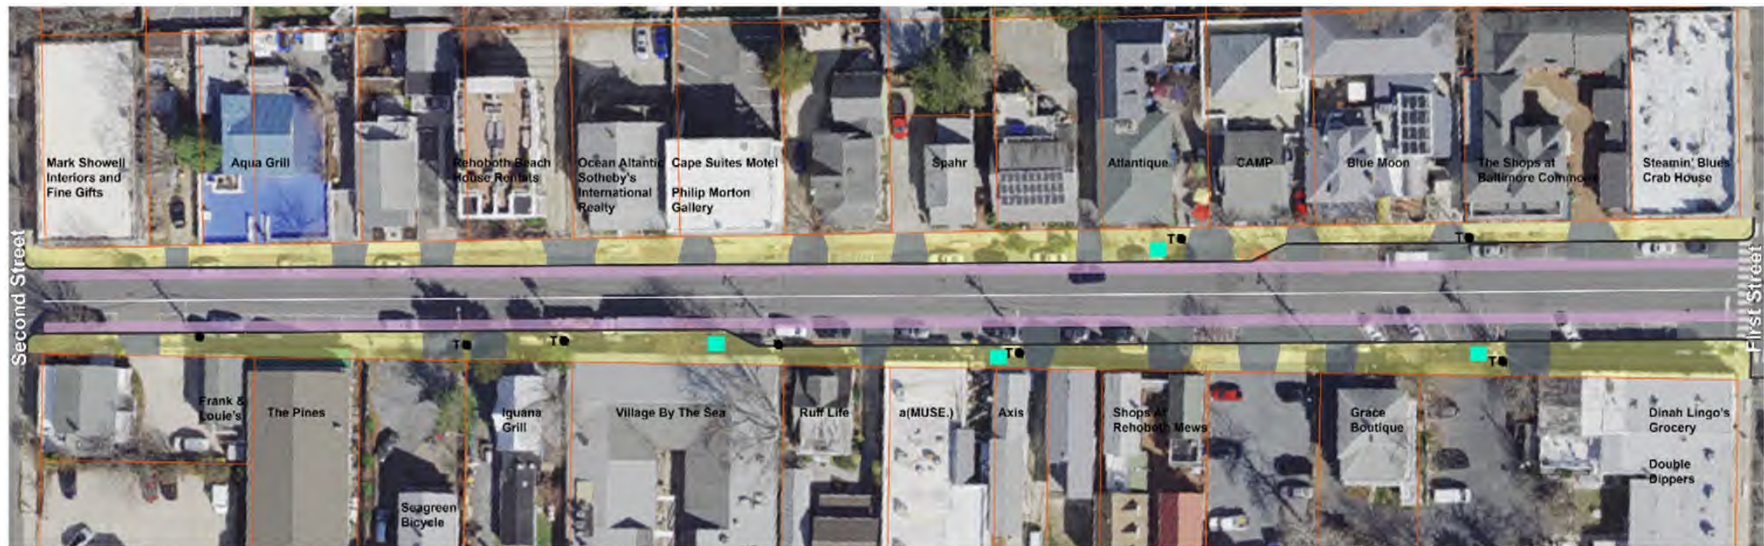 Mark Showell
Interiors and
Fine Gifts
Aqua Grill
Rehoboth Beach
House Rentals
Ocean Altantic
Sotheby's
International
Realty
Cape Suites Motel
Philip Morton
Gallery
Spahr
Atlantique
CAMP
Blue Moon
The Shops at
Baltimore Commons
Steamin' Blues
Crab House
Second Street
First Street
T
T
T
T
T
T
Frank &
Louie's
The Pines
Seagreen
Bicycle
Iguana
Grill
Village By The Sea
Ruff Life
a(MUSE.)
Axis
Shops At
Rehoboth Mews
Grace
Boutique
Dinah Lingo's
Grocery
Double
Dippers